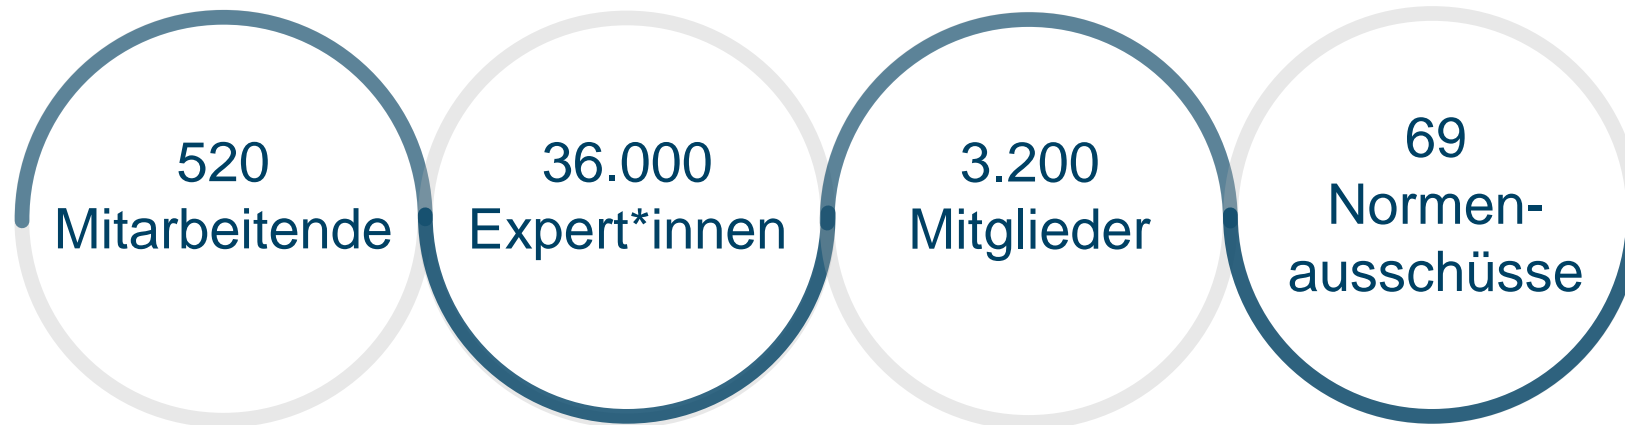 520
Mitarbeitende
36.000
Expert*innen
3.200
Mitglieder
69
Normen-
ausschüsse